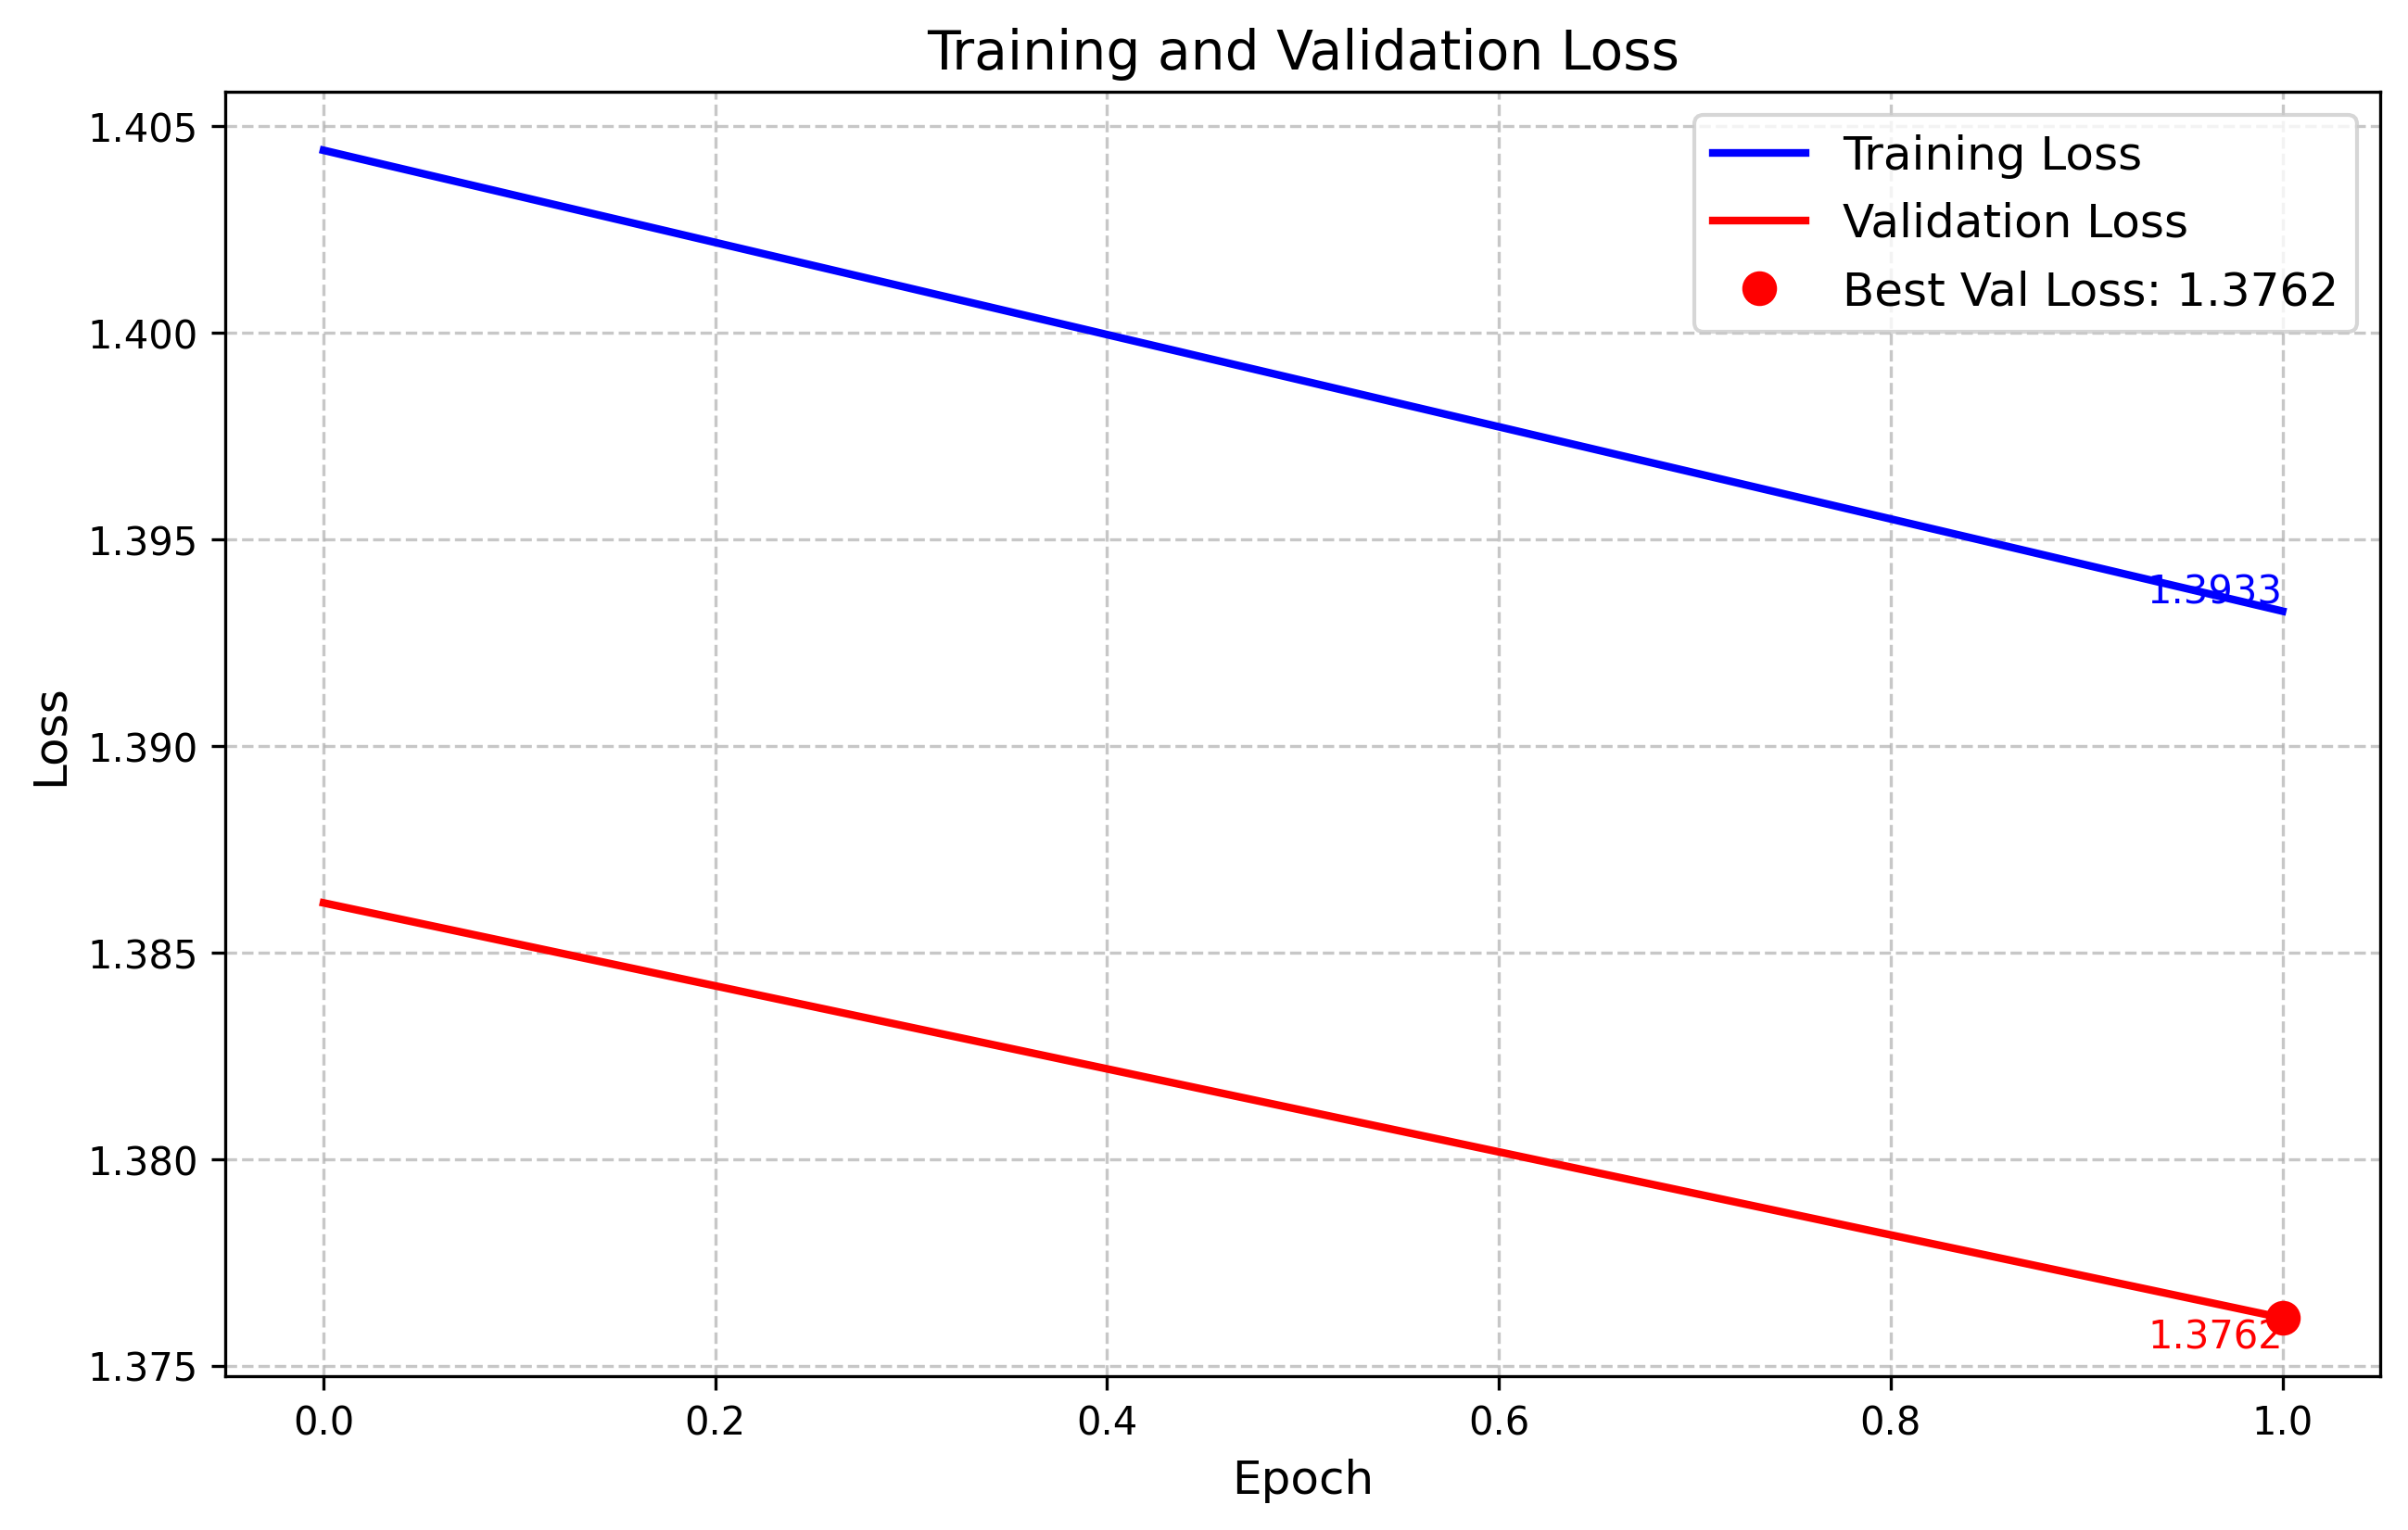 Training and Validation Loss
1.405
1.400
1.395
1.390
1.385
1.380
1.375
Loss
Training Loss
Validation Loss
Best Val Loss: 1.3762
1.3933
1.3762
0.0 0.2 0.4 0.6 0.8 1.0
Epoch